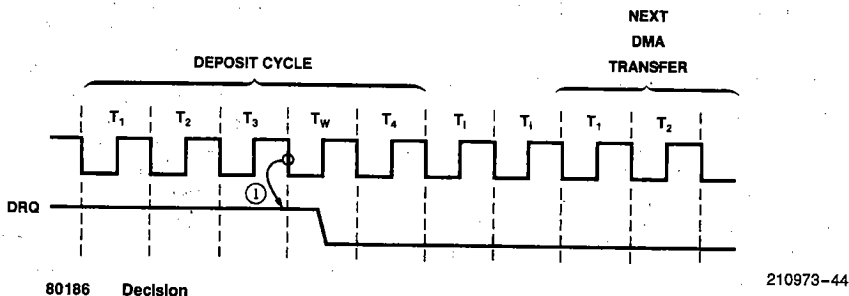 NEXT
DMA
TRANSFER
DEPOSIT CYCLE
T1 T2 T3 TW T4 TI Ti T1 T2
1
DRQ
80186 Decision
210973-44